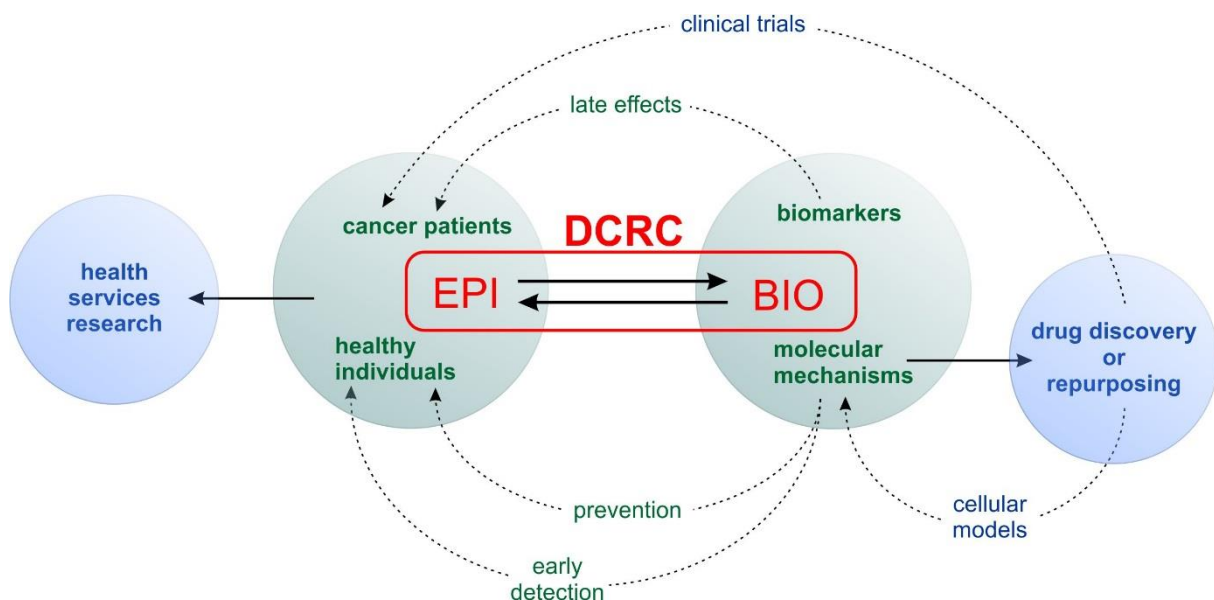 clinical trials
late effects
cancer patients
DCRC
biomarkers
health
services
research
EPI
BIO
healthy
individuals
molecular
mechanisms
drug discovery
or
repurposing
prevention
cellular
models
early
detection